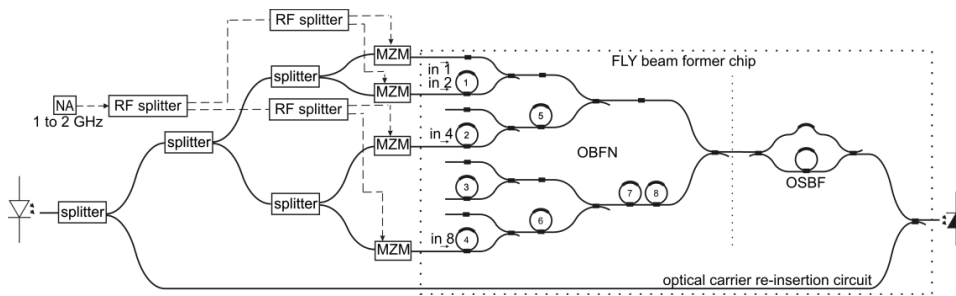 RF splitter
MZM
FLY beam former chip
splitter
in 1
in 2
1
MZM
NA
RF splitter
RF splitter
1 to 2 GHz
5
splitter
MZM
in 4
2
OBFN
OSBF
3
7
8
splitter
splitter
6
MZM
in 8
4
optical carrier re-insertion circuit